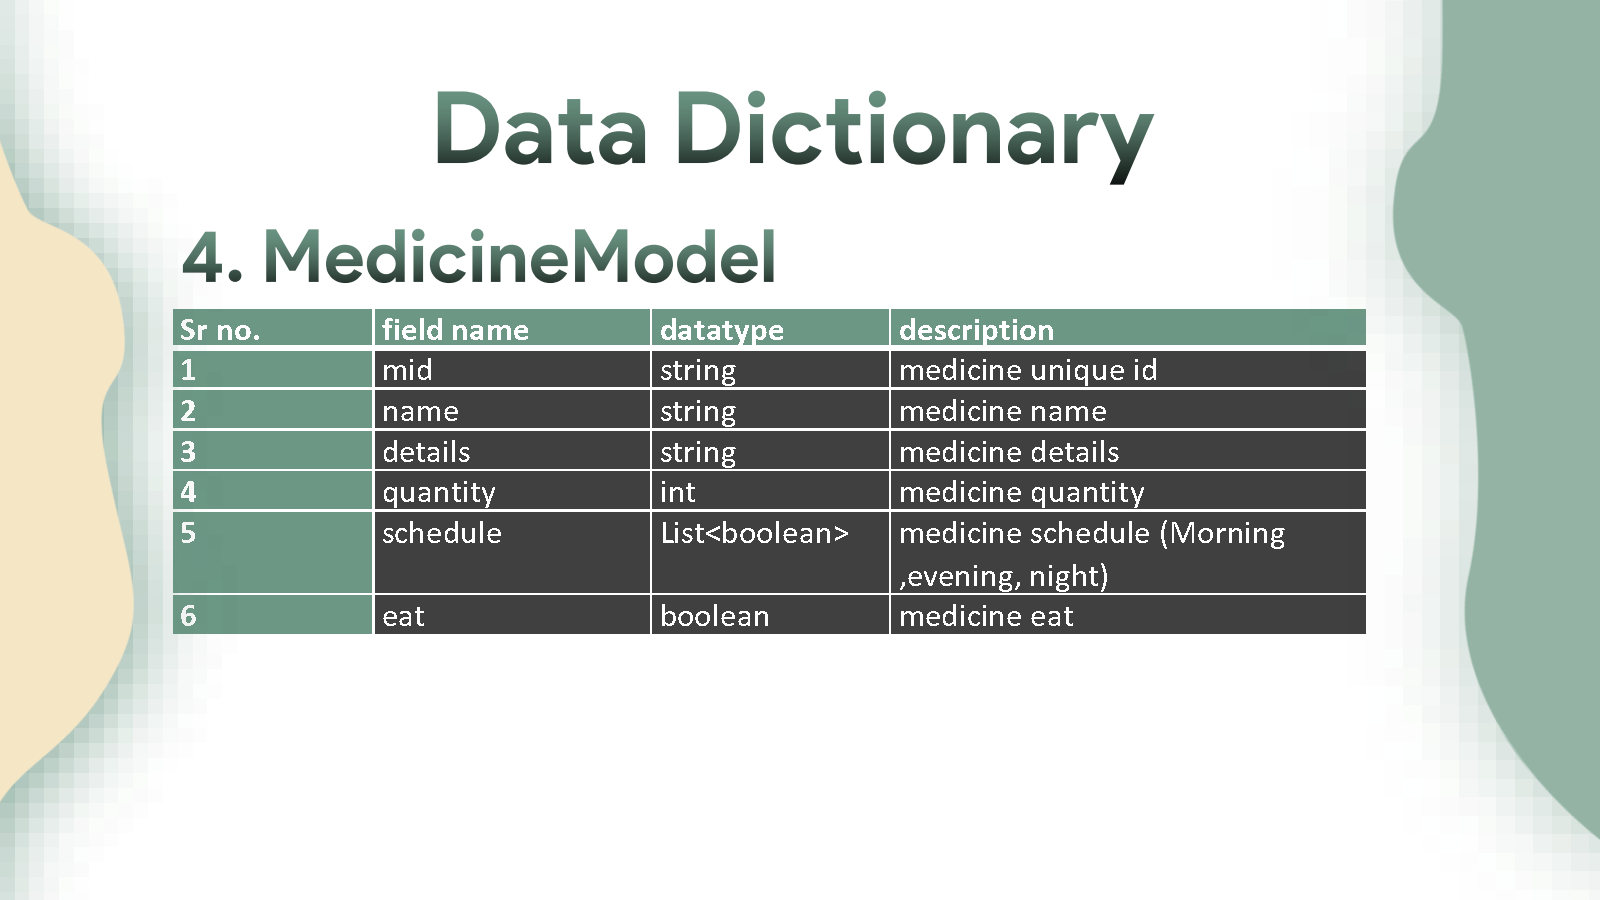 Data Dictionary
4. MedicineModel
Sr no. field name datatype description
1 mid string medicine unique id
2 name string medicine name
3 details string medicine details
4 quantity int medicine quantity
5 schedule List<boolean> medicine schedule (Morning
,evening, night)
6 eat boolean medicine eat